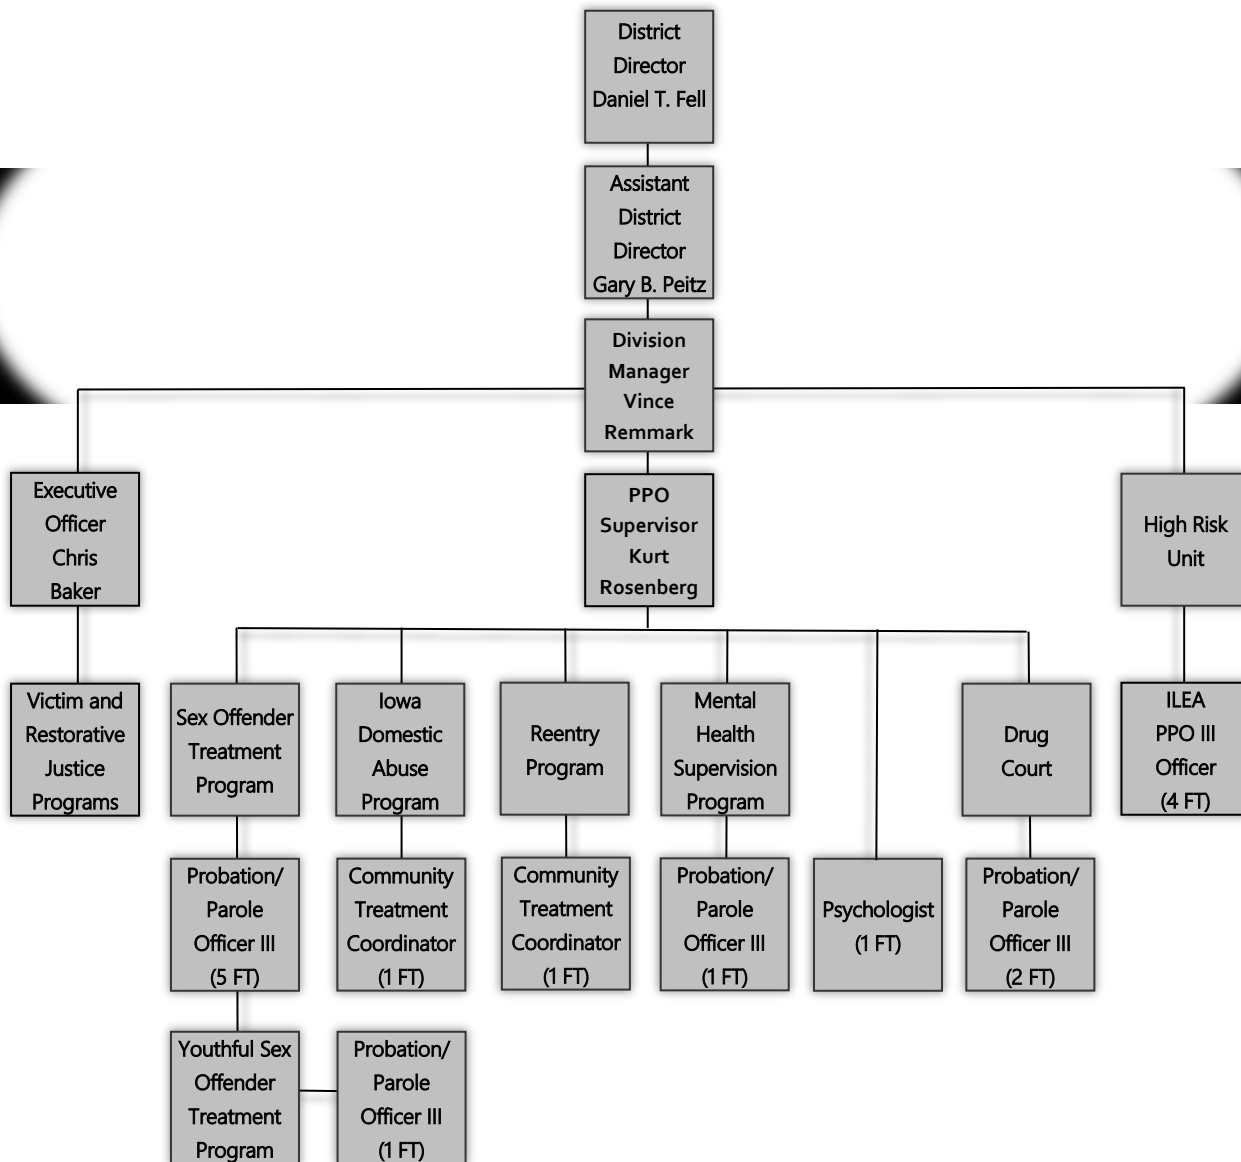 District
Director
Daniel T. Fell
Assistant
District
Director
Gary B. Peitz
Division
Manager
Vince
Remmark
Executive
Officer
Chris
Baker
PPO
Supervisor
Kurt
Rosenberg
High Risk
Unit
Victim and
Restorative
Justice
Programs
Sex Offender
Treatment
Program
Iowa
Domestic
Abuse
Program
Reentry
Program
Mental
Health
Supervision
Program
Drug
Court
ILEA
PPO III
Officer
(4 FT)
Probation/
Parole
Officer III
(5 FT)
Community
Treatment
Coordinator
(1 FT)
Community
Treatment
Coordinator
(1 FT)
Probation/
Parole
Officer III
(1 FT)
Psychologist
(1 FT)
Probation/
Parole
Officer III
(2 FT)
Youthful Sex
Offender
Treatment
Program
Probation/
Parole
Officer III
(1 FT)